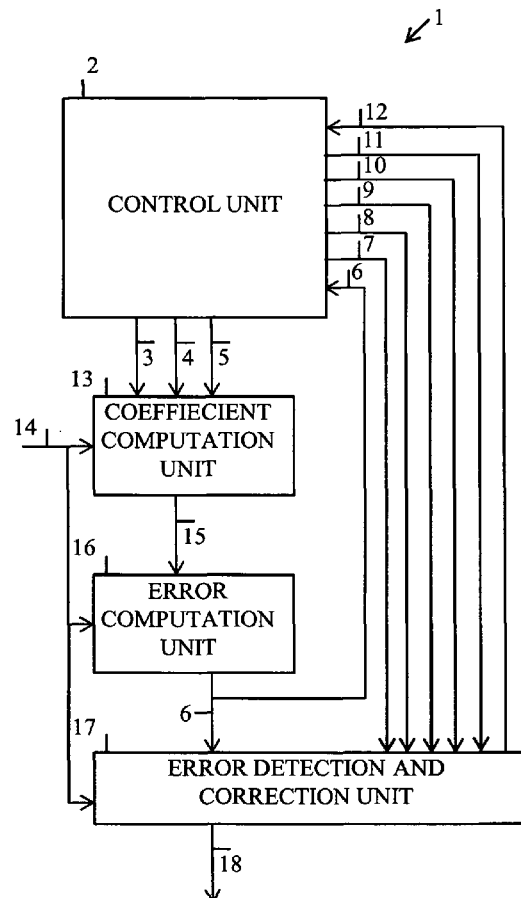 1
2
12
11
10
9
8
7
6
CONTROL UNIT
3
4
5
13
14
COEFFIECIENT
COMPUTATION
UNIT
15
16
ERROR
COMPUTATION
UNIT
6
17
ERROR DETECTION AND
CORRECTION UNIT
18